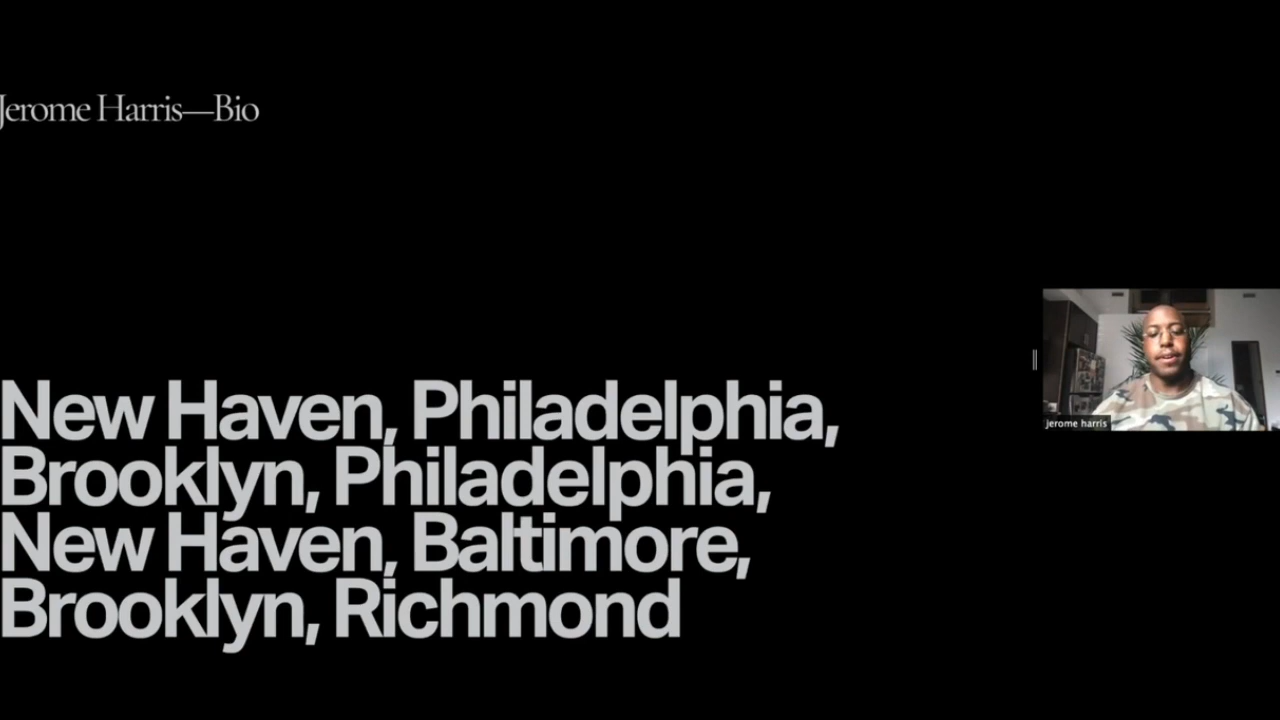 Jerome Harris—Bio
New Haven, Philadelphia,
Brooklyn, Philadelphia,
New Haven, Baltimore,
Brooklyn, Richmond
jerome harris